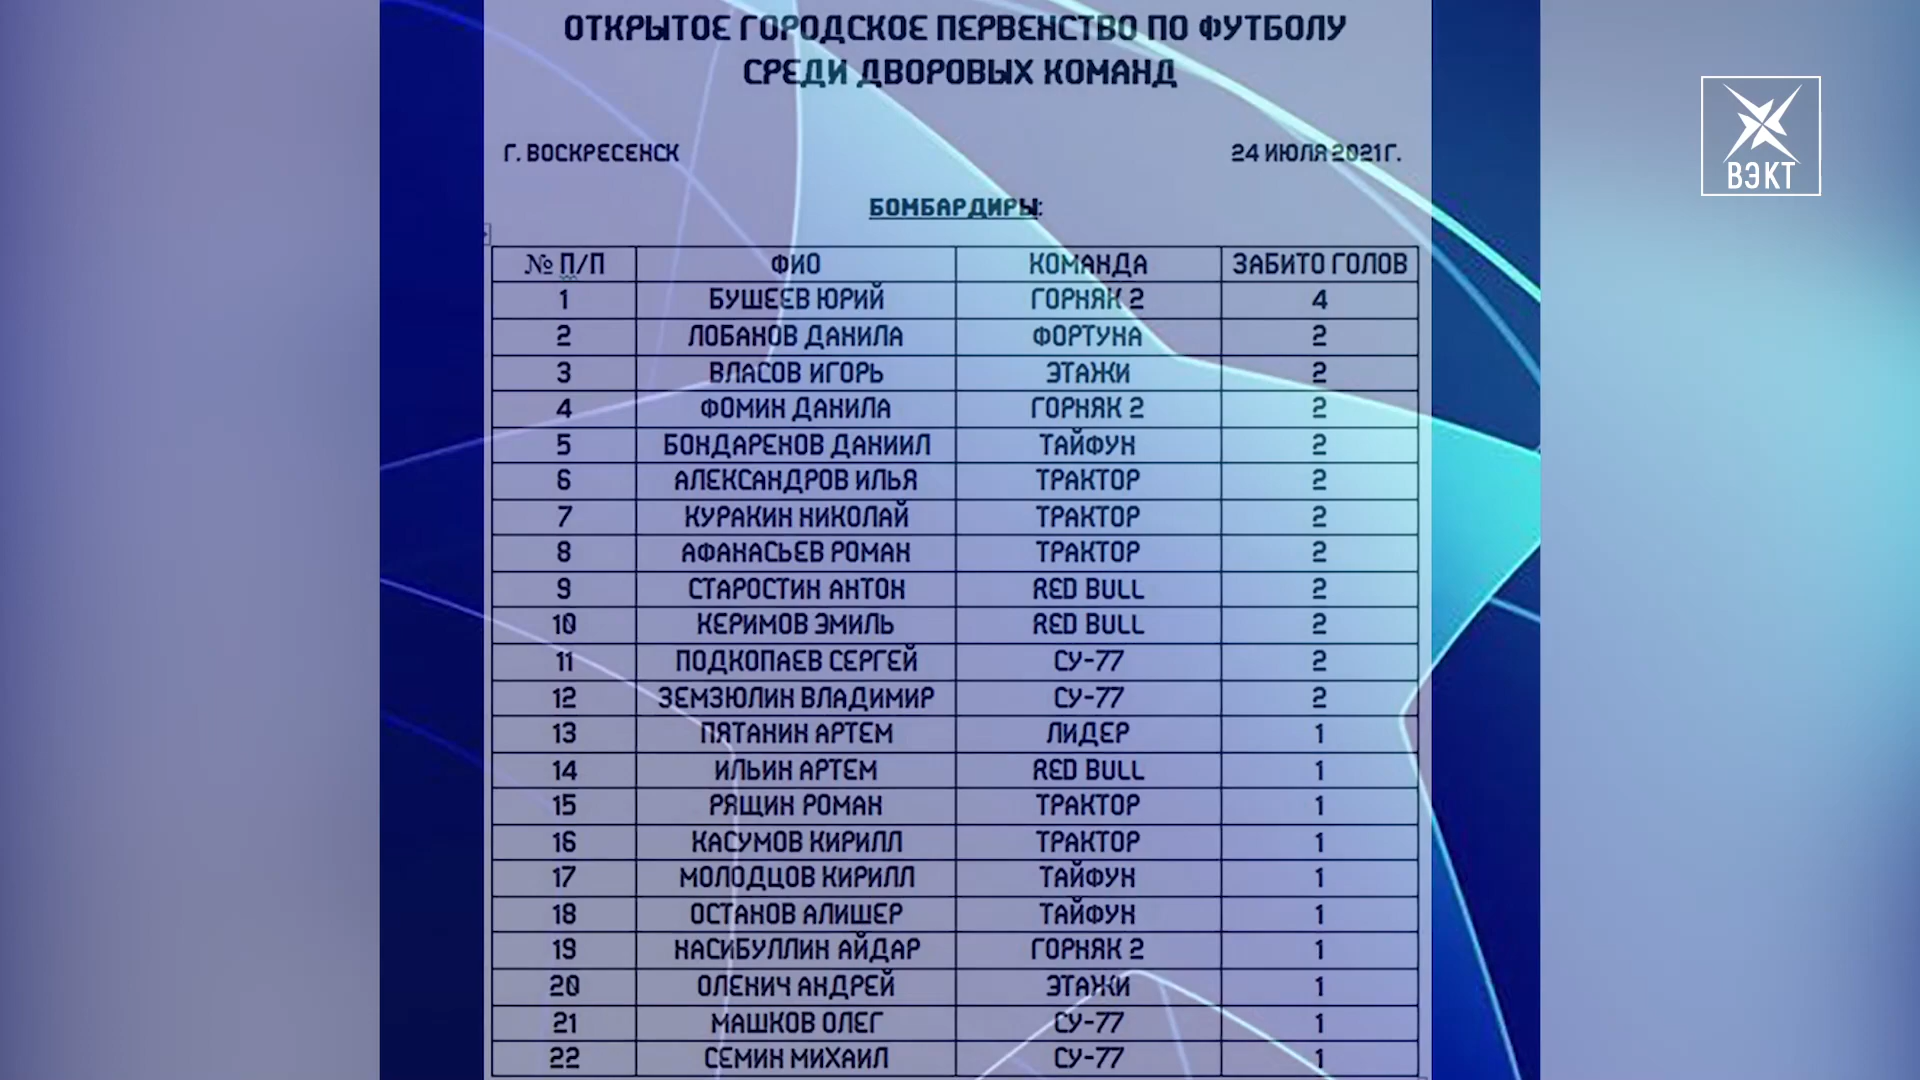 ОТКРЫТОЕ ГОРОДСКОЕ ПЕРВЕНСТВО ПО ФУТБОЛУ
СРЕДИ ДВОРОВЫХ КОМАНД
Г. ВОСКРЕСЕНСК 24 ИЮЛЯ 2021Г.
ВЭКТ
БОМБАРДИРЫ:
№ П/П ФИО КОМАНДА ЗАБИТО ГОЛОВ
1 БУШЕЕВ ЮРИЙ ГОРНЯК 2 4
2 ЛОБАНОВ ДАНИЛА ФОРТУНА 2
3 ВЛАСОВ ИГОРЬ ЭТАЖИ 2
4 ФОМИН ДАНИЛА ГОРНЯК 2 2
5 БОНДАРЕНОВ ДАНИИЛ ТАЙФУН 2
6 АЛЕКСАНДРОВ ИЛЬЯ ТРАКТОР 2
7 КУРАКИН НИКОЛАЙ ТРАКТОР 2
8 АФАНАСЬЕВ РОМАН ТРАКТОР 2
9 СТАРОСТИН АНТОН RED BULL 2
10 КЕРИМОВ ЭМИЛЬ RED BULL 2
11 ПОДКОПАЕВ СЕРГЕЙ СУ-77 2
12 ЗЕМЗЮЛИН ВЛАДИМИР СУ-77 2
13 ПЯТАНИН АРТЕМ ЛИДЕР 1
14 ИЛЬИН АРТЕМ RED BULL 1
15 РЯЩИН РОМАН ТРАКТОР 1
16 КАСУМОВ КИРИЛЛ ТРАКТОР 1
17 МОЛОДЦОВ КИРИЛЛ ТАЙФУН 1
18 ОСТАНОВ АЛИШЕР ТАЙФУН 1
19 НАСИБУЛЛИН АЙДАР ГОРНЯК 2 1
20 ОЛЕНИЧ АНДРЕЙ ЭТАЖИ 1
21 МАШКОВ ОЛЕГ СУ-77 1
22 СЕМИН МИХАИЛ СУ-77 1